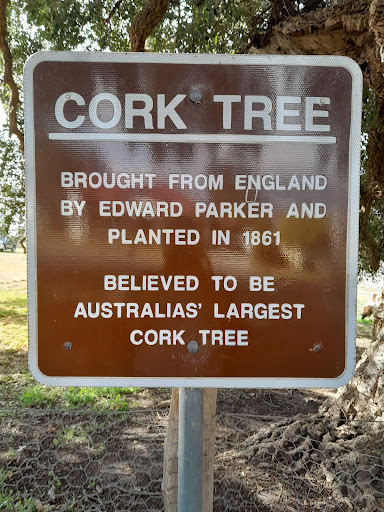 CORK TREE
BROUGHT FROM ENGLAND
BY EDWARD PARKER AND
PLANTED IN 1861
BELIEVED TO BE
AUSTRALIAS' LARGEST
CORK TREE